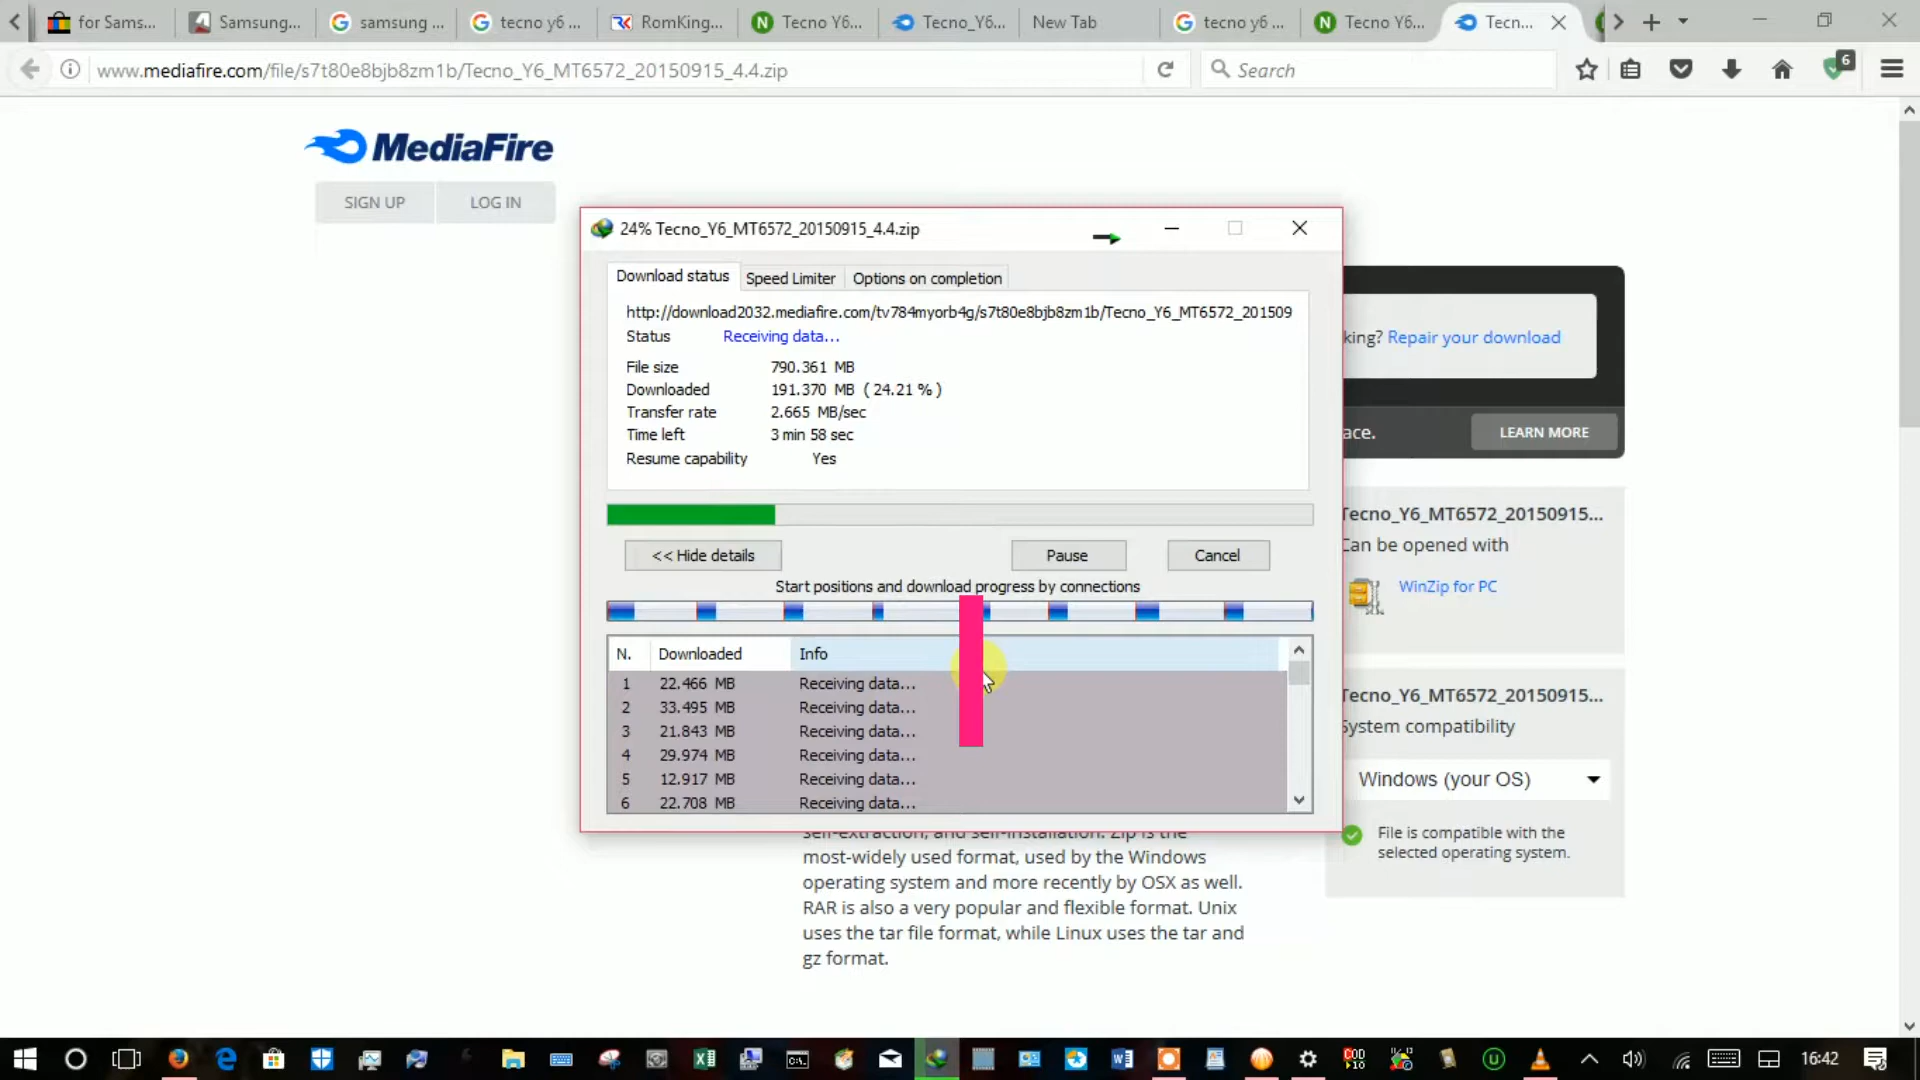 for Sams...
Samsung...
samsung ...
tecno y6 ...
RomKing...
Tecno Y6...
Tecno_Y6...
New Tab
tecno y6 ...
Tecno Y6...
Tecn...
www.mediafire.com/file/s7t80e8bjb8zm1b/Tecno_Y6_MT6572_20150915_4.4.zip
Search
6
MediaFire
SIGN UP
LOG IN
24% Tecno_Y6_MT6572_20150915_4.4.zip
Download status
Speed Limiter
Options on completion
http://download2032.mediafire.com/tv784myorb4g/s7t80e8bjb8zm1b/Tecno_Y6_MT6572_201509
Status Receiving data...
File size 790.361 MB
Downloaded 191.370 MB ( 24.21 % )
Transfer rate 2.665 MB/sec
Time left 3 min 58 sec
Resume capability Yes
<< Hide details
Pause
Cancel
Start positions and download progress by connections
N. Downloaded Info
1 22.466 MB Receiving data...
2 33.495 MB Receiving data...
3 21.843 MB Receiving data...
4 29.974 MB Receiving data...
5 12.917 MB Receiving data...
6 22.708 MB Receiving data...
king? Repair your download
ace.
LEARN MORE
Tecno_Y6_MT6572_20150915...
Can be opened with
WinZip for PC
Tecno_Y6_MT6572_20150915...
System compatibility
Windows (your OS)
File is compatible with the
selected operating system.
self-extraction, and self-installation. Zip is the
most-widely used format, used by the Windows
operating system and more recently by OSX as well.
RAR is also a very popular and flexible format. Unix
uses the tar file format, while Linux uses the tar and
gz format.
16:42